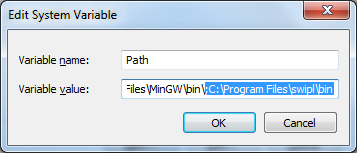 Edit System Variable
Variable name: Path
Variable value: Files\MinGW\bin\;C:\Program Files\swipl\bin
OK Cancel